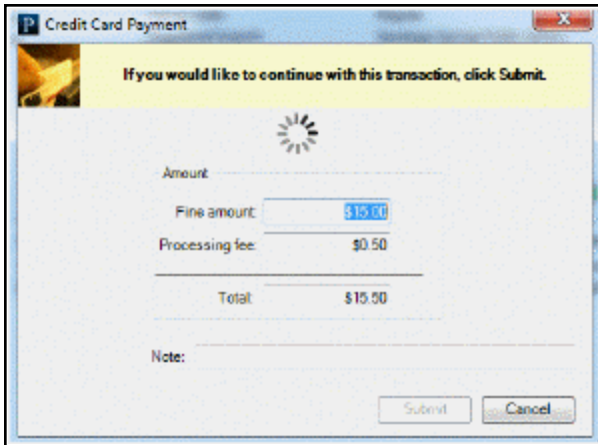 P Credit Card Payment
X
If you would like to continue with this transaction, click Submit.
Amount
Fine amount: $15.00
Processing fee: $0.50
Total: $15.50
Note:
Submit Cancel